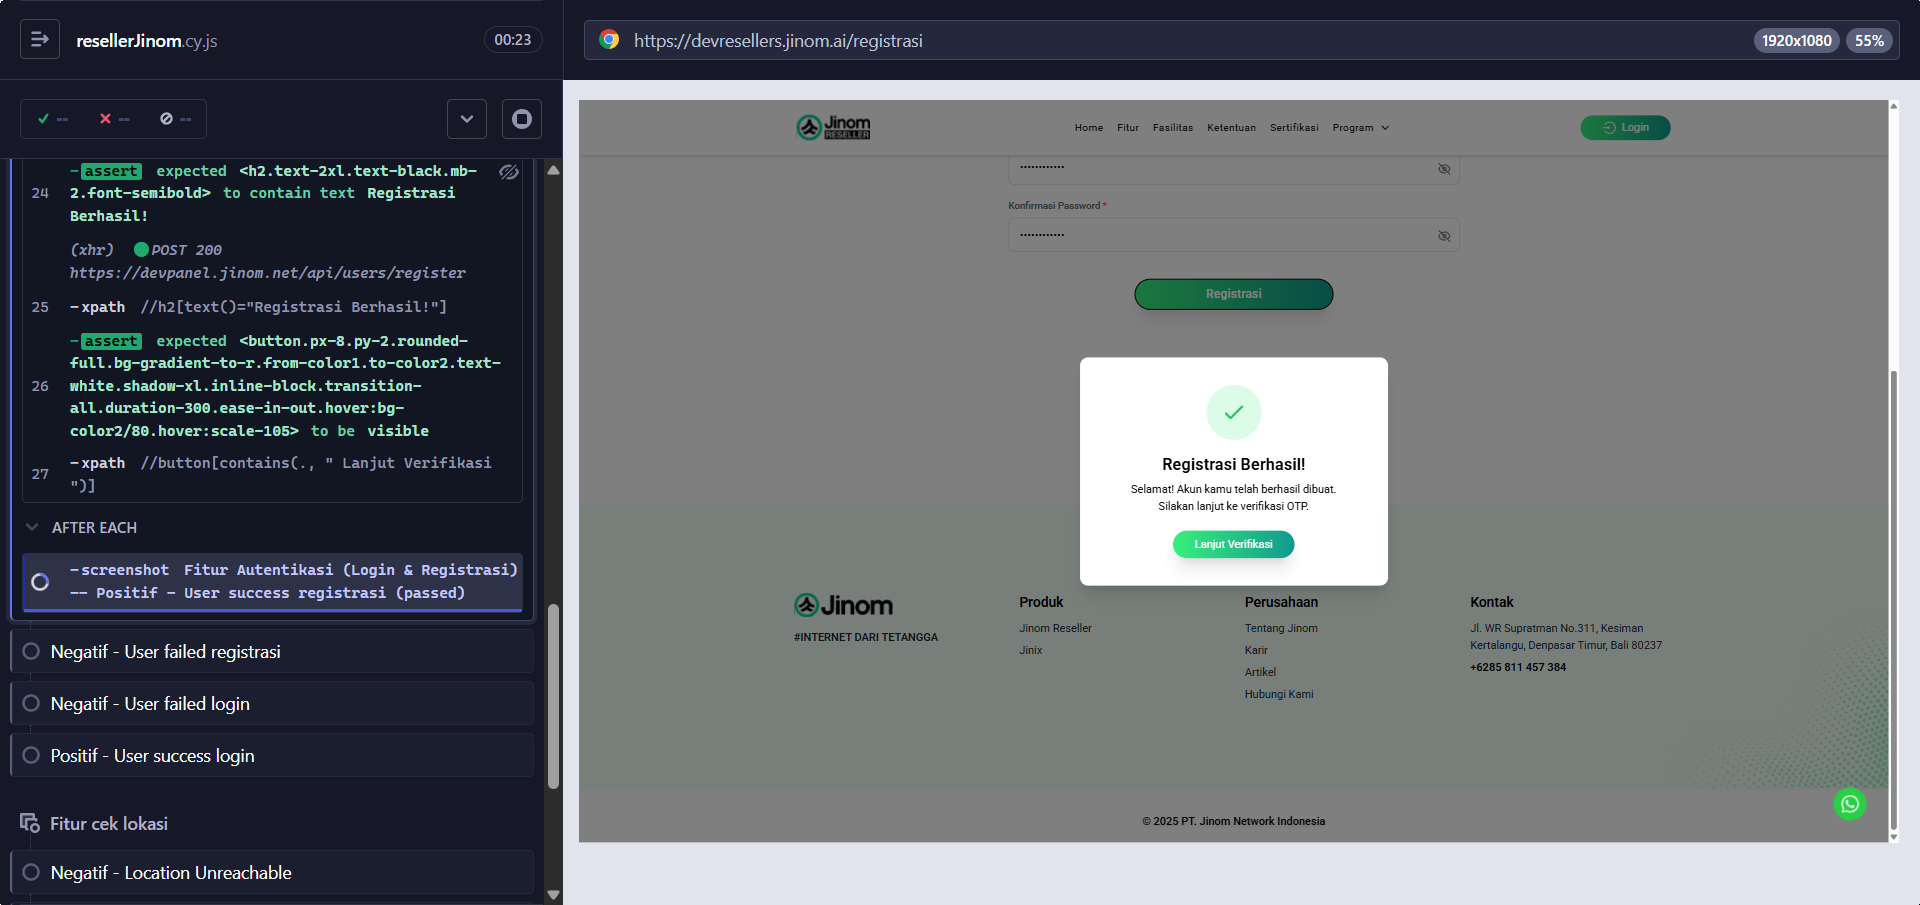 resellerJinom.cy.js
00:23
--
--
--
24
-assert expected <h2.text-2xl.text-black.mb-
2.font-semibold> to contain text Registrasi
Berhasil!
(xhr) POST 200
https://devpanel.jinom.net/api/users/register
25
-xpath //h2[text()="Registrasi Berhasil!"]
26
-assert expected <button.px-8.py-2.rounded-
full.bg-gradient-to-r.from-color1.to-color2.text-
white.shadow-xl.inline-block.transition-
all.duration-300.ease-in-out.hover:bg-
color2/80.hover:scale-105> to be visible
27
-xpath //button[contains(., " Lanjut Verifikasi
")]
AFTER EACH
-screenshot Fitur Autentikasi (Login & Registrasi)
-- Positif - User success registrasi (passed)
Negatif - User failed registrasi
Negatif - User failed login
Positif - User success login
Fitur cek lokasi
Negatif - Location Unreachable
https://devresellers.jinom.ai/registrasi
1920x1080
55%
Jinom
RESELLER
Home
Fitur
Fasilitas
Ketentuan
Sertifikasi
Program
Login
Konfirmasi Password *
Registrasi
Registrasi Berhasil!
Selamat! Akun kamu telah berhasil dibuat.
Silakan lanjut ke verifikasi OTP.
Lanjut Verifikasi
Jinom
#INTERNET DARI TETANGGA
Produk
Jinom Reseller
Jinix
Perusahaan
Tentang Jinom
Karir
Artikel
Hubungi Kami
Kontak
Jl. WR Supratman No.311, Kesiman
Kertalangu, Denpasar Timur, Bali 80237
+6285 811 457 384
© 2025 PT. Jinom Network Indonesia